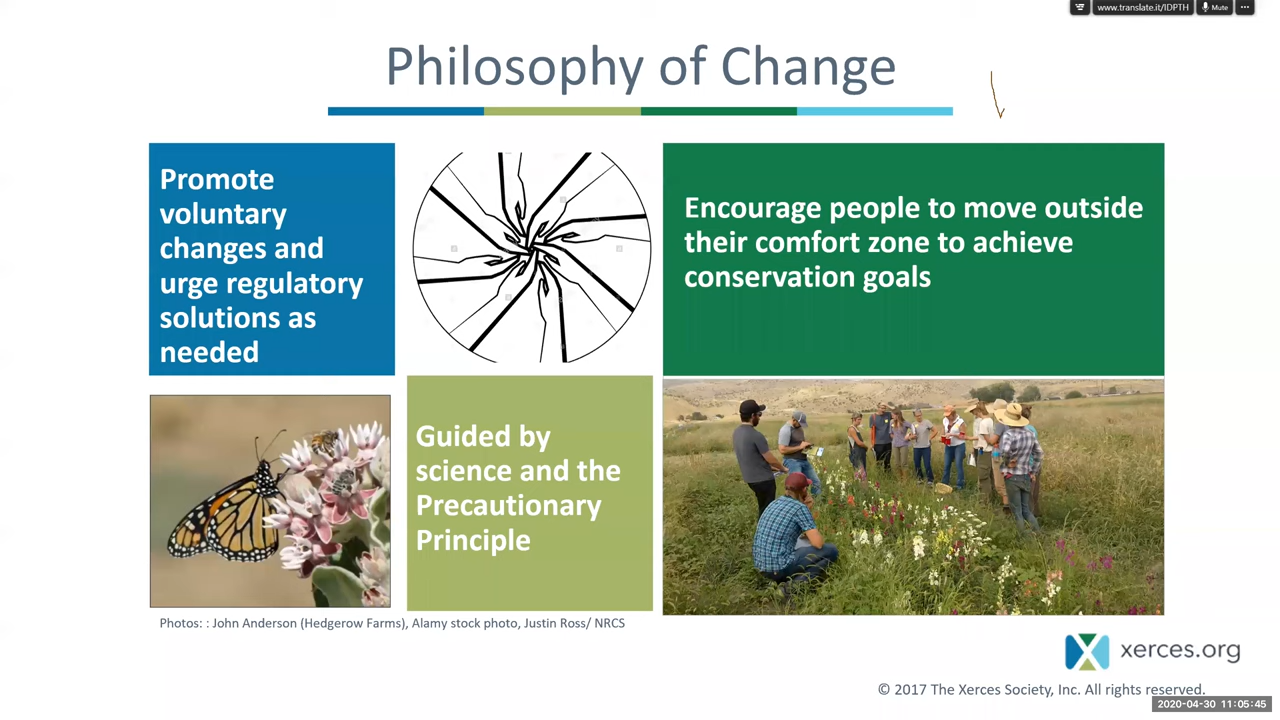 www.translate.it/IDPTH
Mute
Philosophy of Change
Promote
voluntary
changes and
urge regulatory
solutions as
needed
Encourage people to move outside
their comfort zone to achieve
conservation goals
Guided by
science and the
Precautionary
Principle
Photos: : John Anderson (Hedgerow Farms), Alamy stock photo, Justin Ross/ NRCS
xerces.org
© 2017 The Xerces Society, Inc. All rights reserved.
2020-04-30 11:05:45